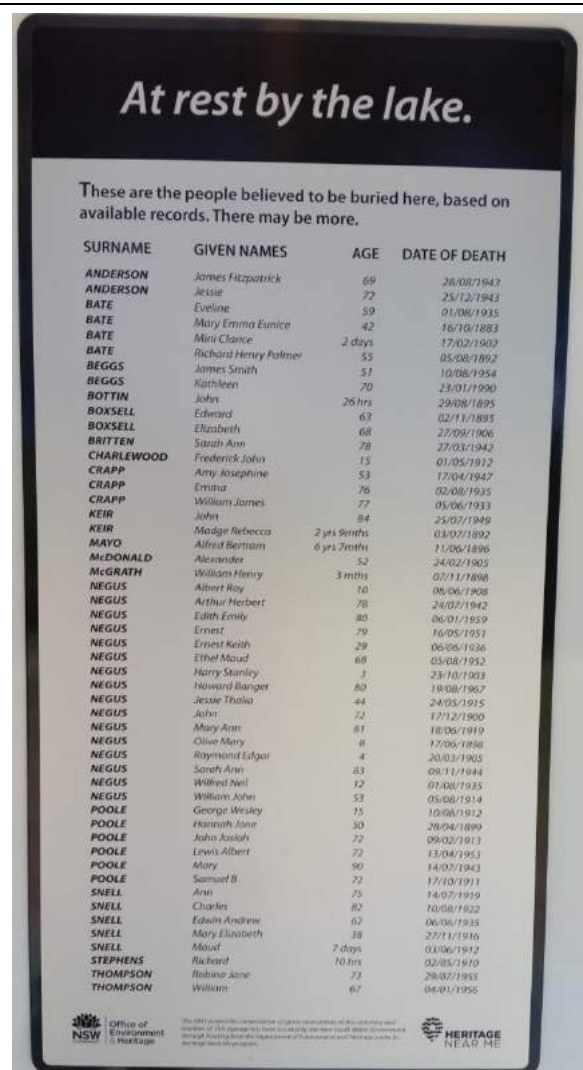 At rest by the lake.
These are the people believed to be buried here, based on
available records. There may be more.
SURNAME GIVEN NAMES AGE DATE OF DEATH
ANDERSON James Fitzpatrick 69 28/08/1943
ANDERSON Jessie 72 25/12/1943
BATE Eveline 59 01/08/1935
BATE Mary Emma Eunice 42 16/10/1883
BATE Mini Clarice 2 days 17/02/1902
BATE Richard Henry Palmer 55 05/08/1892
BEGGS James Smith 51 10/08/1954
BEGGS Kathleen 70 23/01/1990
BOTTIN John 26 hrs 29/08/1895
BOXSELL Edward 63 02/11/1895
BOXSELL Elizabeth 68 27/09/1906
BRITTEN Sarah Ann 78 27/03/1942
CHARLEWOOD Frederick John 15 01/05/1912
CRAPP Amy Josephine 53 17/04/1947
CRAPP Emma 76 02/08/1935
CRAPP William James 77 05/06/1933
KEIR John 84 25/07/1949
KEIR Madge Rebecca 2 yrs 9mths 03/07/1892
MAYO Alfred Bertram 6 yrs 7mths 11/06/1896
McDONALD Alexander 52 24/02/1905
McGRATH William Henry 3 mths 07/11/1898
NEGUS Albert Roy 10 08/06/1908
NEGUS Arthur Herbert 78 24/07/1942
NEGUS Edith Emily 80 06/01/1959
NEGUS Ernest 79 16/05/1951
NEGUS Ernest Keith 29 06/06/1936
NEGUS Ethel Maud 68 05/08/1952
NEGUS Harry Stanley 3 23/10/1903
NEGUS Howard Banger 80 19/08/1967
NEGUS Jessie Thalia 44 24/05/1915
NEGUS John 72 17/12/1900
NEGUS Mary Ann 81 18/06/1919
NEGUS Olive Mary 8 17/06/1898
NEGUS Raymond Edgar 4 20/03/1905
NEGUS Sarah Ann 83 09/11/1944
NEGUS Wilfred Neil 12 01/08/1935
NEGUS William John 53 05/08/1914
POOLE George Wesley 15 10/08/1912
POOLE Hannah Jane 50 28/04/1899
POOLE John Josiah 72 09/02/1913
POOLE Lewis Albert 72 13/04/1953
POOLE Mary 90 14/07/1943
POOLE Samuel B 72 17/10/1911
SNELL Ann 75 14/07/1919
SNELL Charles 82 10/08/1922
SNELL Edwin Andrew 62 06/06/1935
SNELL Mary Elizabeth 38 27/11/1916
SNELL Maud 7 days 03/06/1912
STEPHENS Richard 10 hrs 02/05/1910
THOMPSON Robina Jane 73 29/07/1955
THOMPSON William 67 04/01/1956
NSW Office of
Environment
& Heritage
HERITAGE
NEAR ME